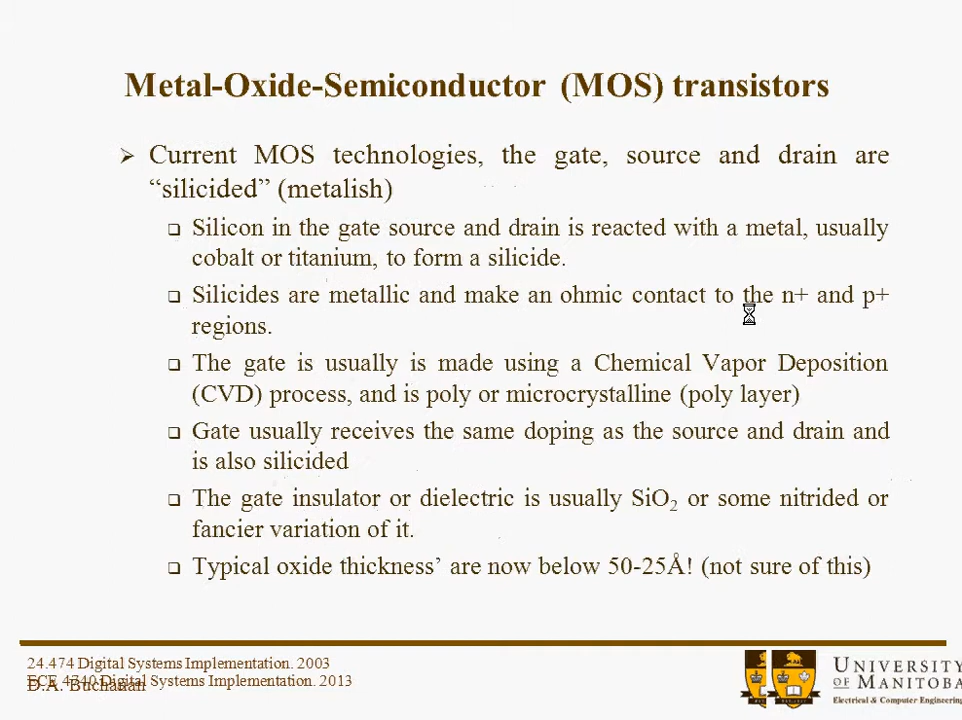 Metal-Oxide-Semiconductor (MOS) transistors
Current MOS technologies, the gate, source and drain are
“silicided” (metalish)
Silicon in the gate source and drain is reacted with a metal, usually
cobalt or titanium, to form a silicide.
Silicides are metallic and make an ohmic contact to the n+ and p+
regions.
The gate is usually is made using a Chemical Vapor Deposition
(CVD) process, and is poly or microcrystalline (poly layer)
Gate usually receives the same doping as the source and drain and
is also silicided
The gate insulator or dielectric is usually SiO₂ or some nitrided or
fancier variation of it.
Typical oxide thickness’ are now below 50-25Å! (not sure of this)
24.474 Digital Systems Implementation. 2003
ECE 4740 Digital Systems Implementation. 2013
D.A. Buchanan
UNIVERSITY
OF MANITOBA
Electrical & Computer Engineering